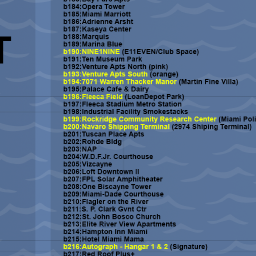 T
b184:Opera Tower
b185:Miami Marriott
b186:Adrienne Arsht
b187:Kaseya Center
b188:Marquis
b189:Marina Blue
b190:NINE1NINE (E11EVEN/Club Space)
b191:Ten Museum Park
b192:Venture Apts North (pink)
b193:Venture Apts South (orange)
b194:7071 Warren Thacker Manor (Martin Fine Villa)
b195:Palace Cafe & Dairy
b196:Fleeca Field (LoanDepot Park)
b197:Fleeca Stadium Metro Station
b198:Industrial Facility Smokestacks
b199:Rockridge Community Research Center (Miami Police
b200:Navaro Shipping Terminal (2974 Shiping Terminal)
b201:Tuscan Place Apts
b202:Rohde Bldg
b203:NAP
b204:W.D.F.Jr. Courthouse
b205:Vizcayne
b206:Loft Downtown II
b207:FPL Solar Amphitheater
b208:One Biscayne Tower
b209:Miami-Dade Courthouse
b210:Flagler on the River
b211:S. P. Clark Gvnt Ctr
b212:St. John Bosco Church
b213:Elite River View Apartments
b214:Hampton Inn Miami
b215:Hotel Miami Mama
b216:Autograph - Hangar 1 & 2 (Signature)
b217:Red Roof Plus+